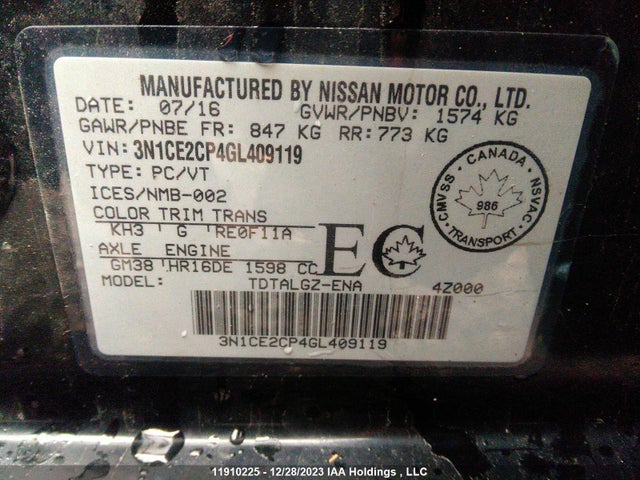 MANUFACTURED BY NISSAN MOTOR CO., LTD.
DATE: 07/16 GVWR/PNBV: 1574 KG
GAWR/PNBE FR: 847 KG RR: 773 KG
VIN: 3N1CE2CP4GL409119
TYPE: PC/VT
ICES/NMB-002
COLOR TRIM TRANS
KH3 G RE0F11A
AXLE ENGINE
GM38 HR16DE 1598 CC
MODEL: TDTALGZ-ENA 4Z000
EC
CMVSS - CANADA - NSVAC
986
TRANSPORT
3N1CE2CP4GL409119
11910225 - 12/28/2023 IAA Holdings , LLC